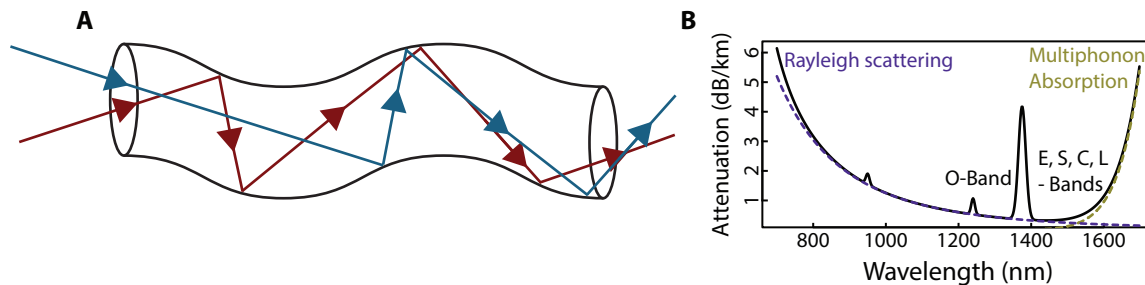 A
B
Attenuation (dB/km)
6
5
4
3
2
1
Rayleigh scattering
Multiphonon
Absorption
O-Band
E, S, C, L
- Bands
800
1000
1200
1400
1600
Wavelength (nm)